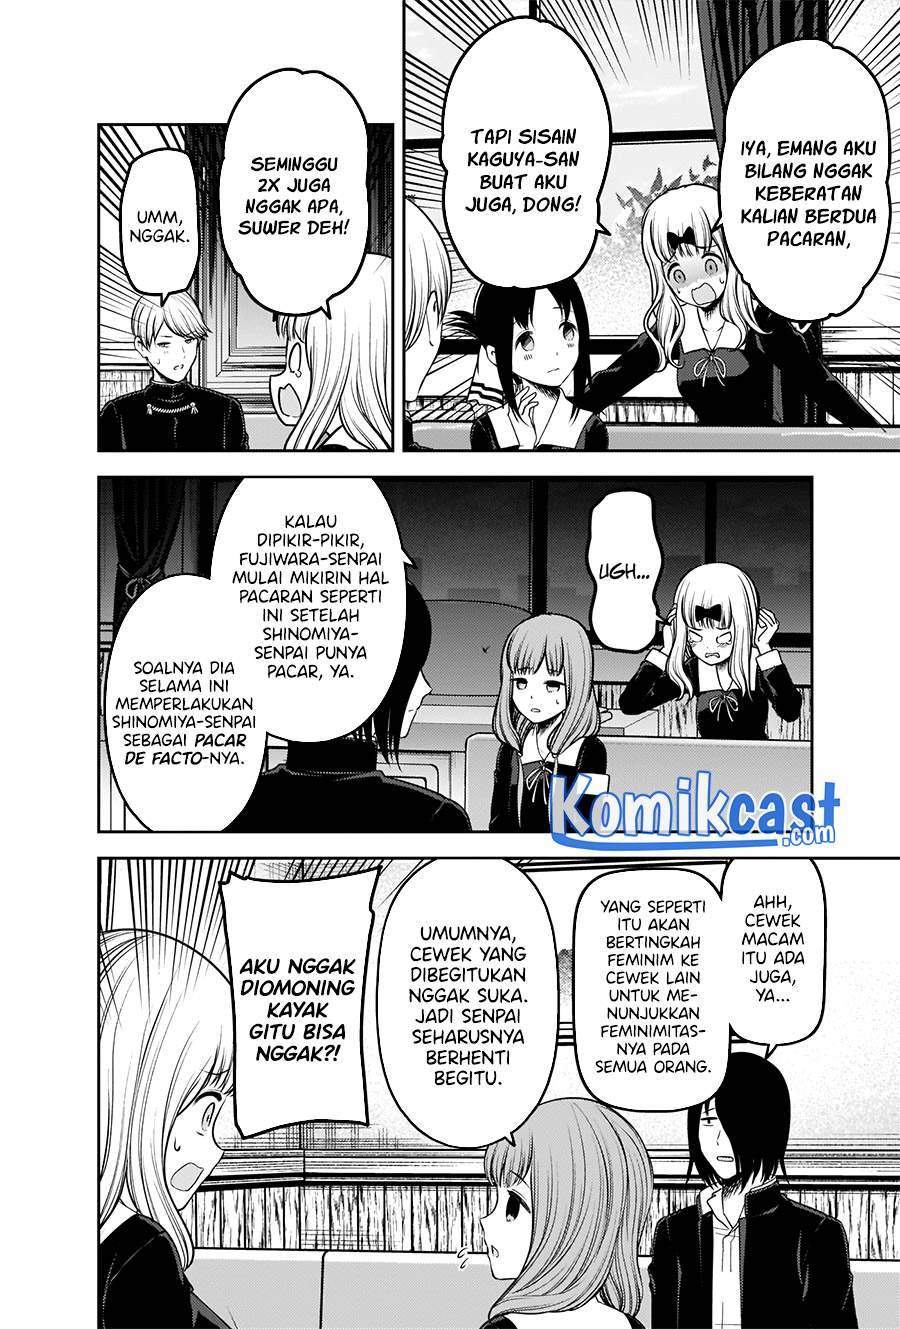 IYA, EMANG AKU
BILANG NGGAK
KEBERATAN
KALIAN BERDUA
PACARAN,
TAPI SISAIN
KAGUYA-SAN
BUAT AKU
JUGA, DONG!
SEMINGGU
2X JUGA
NGGAK APA,
SUWER DEH!
UMM,
NGGAK.
UGH...
KALAU
DIPIKIR-PIKIR,
FUJIWARA-SENPAI
MULAI MIKIRIN HAL
PACARAN SEPERTI
INI SETELAH
SHINOMIYA-
SENPAI PUNYA
PACAR, YA.
SOALNYA DIA
SELAMA INI
MEMPERLAKUKAN
SHINOMIYA-SENPAI
SEBAGAI PACAR
DE FACTO-NYA.
Komikcast
.com
AHH,
CEWEK
MACAM
ITU ADA
JUGA,
YA...
YANG SEPERTI
ITU AKAN
BERTINGKAH
FEMINIM KE
CEWEK LAIN
UNTUK ME-
NUNJUKKAN
FEMINIMITAS-
NYA PADA
SEMUA ORANG.
UMUMNYA,
CEWEK YANG
DIBEGITUKAN
NGGAK SUKA.
JADI SENPAI
SEHARUSNYA
BERHENTI
BEGITU.
AKU NGGAK
DIOMONING
KAYAK
GITU BISA
NGGAK?!